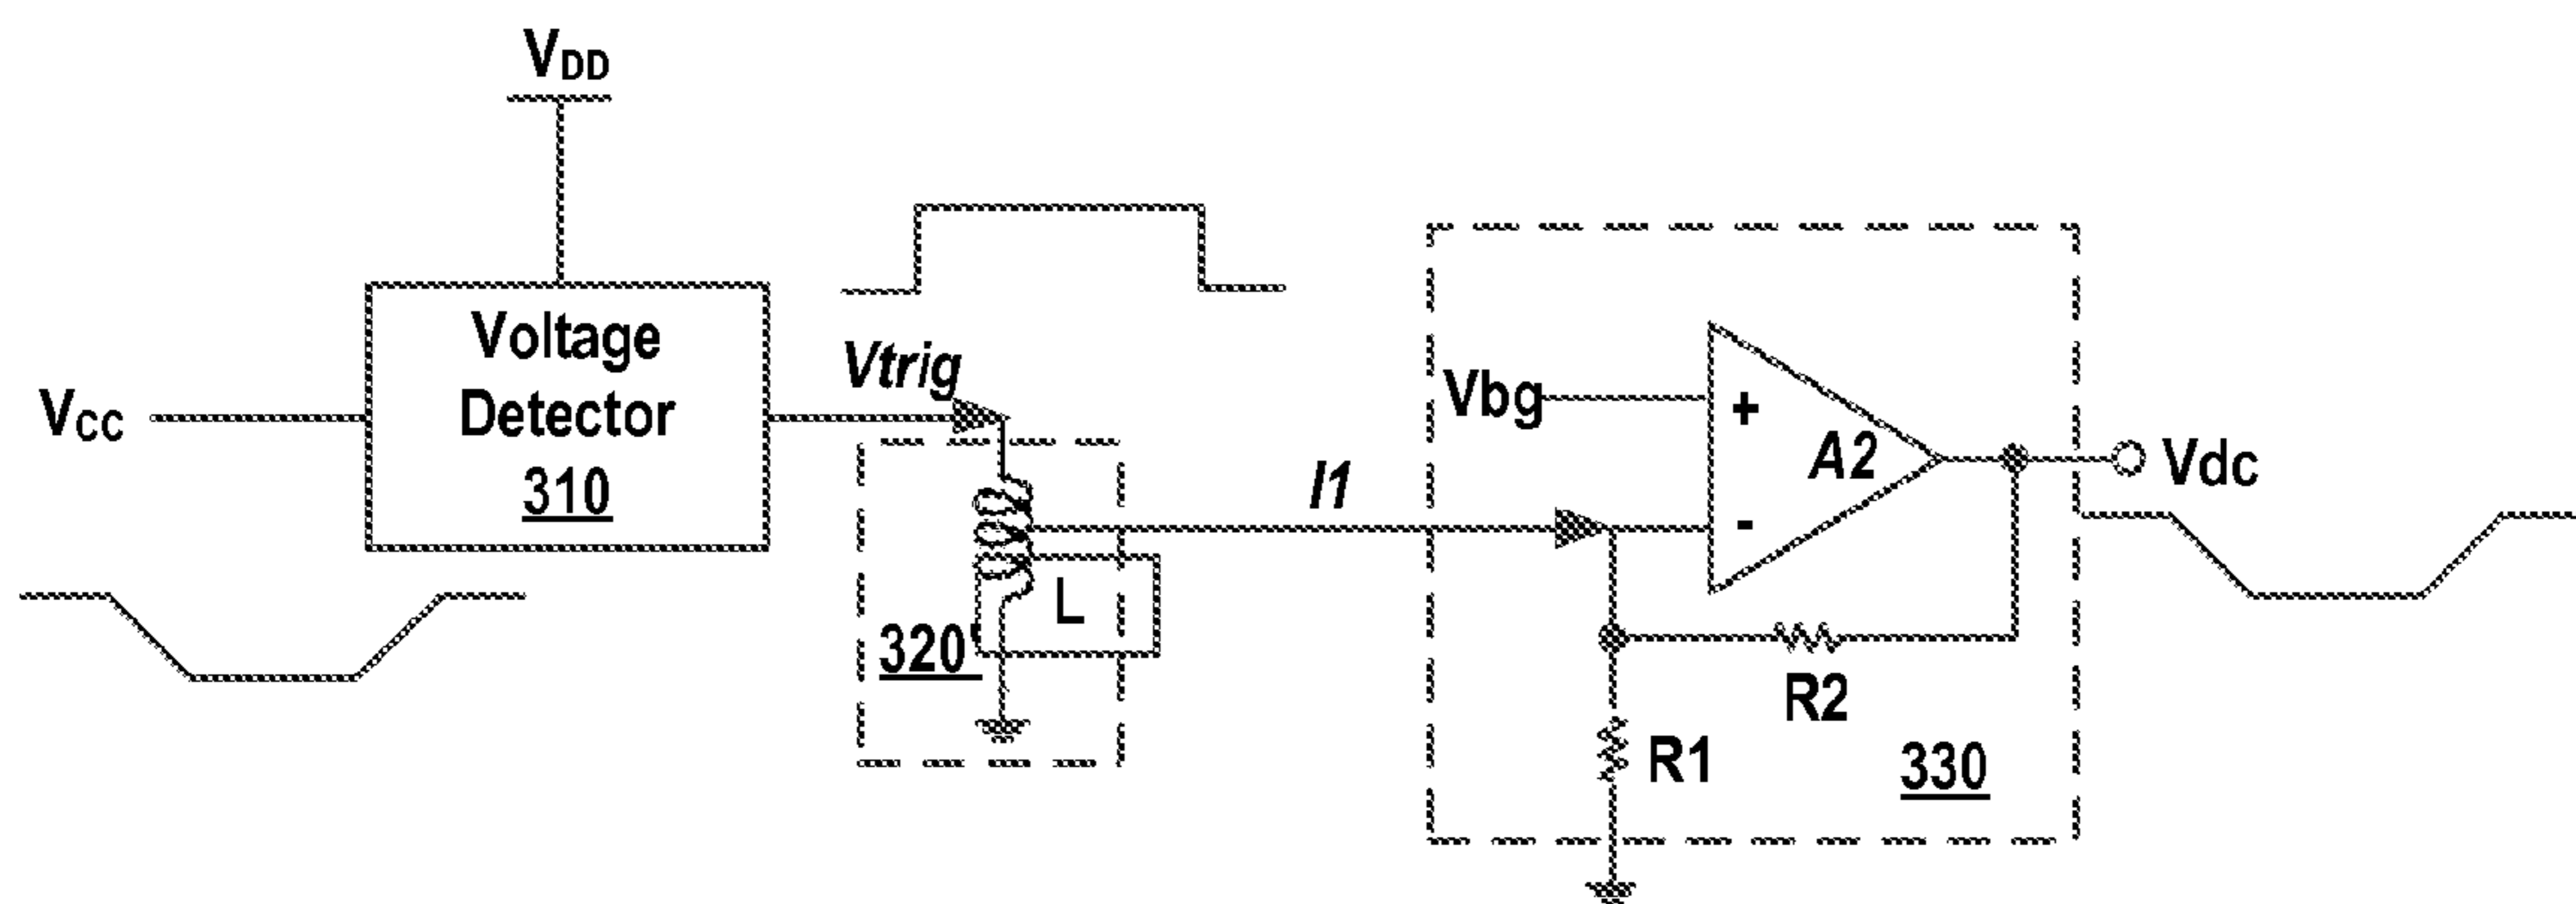 VDD
Voltage
Detector
310
VCC
Vtrig
320'
L
I1
Vbg
+
-
A2
Vdc
R2
R1
330